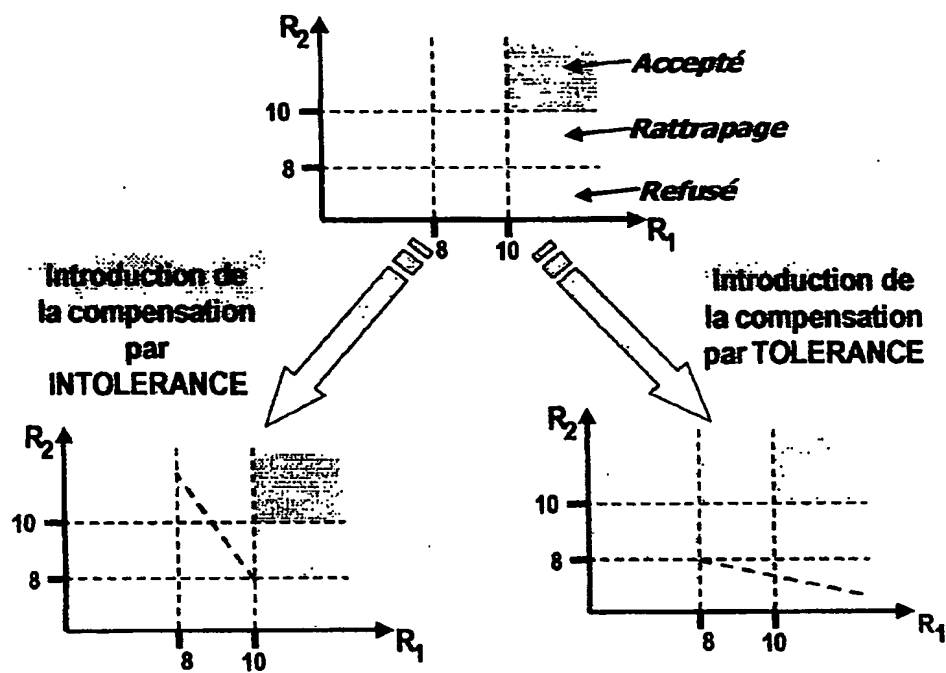 R2
Accepté
10
Rattrapage
8
Refusé
R1
8
10
Introduction de
la compensation
par
INTOLERANCE
Introduction de
la compensation
par TOLERANCE
R2
10
8
R1
8
10
R2
10
8
R1
8
10